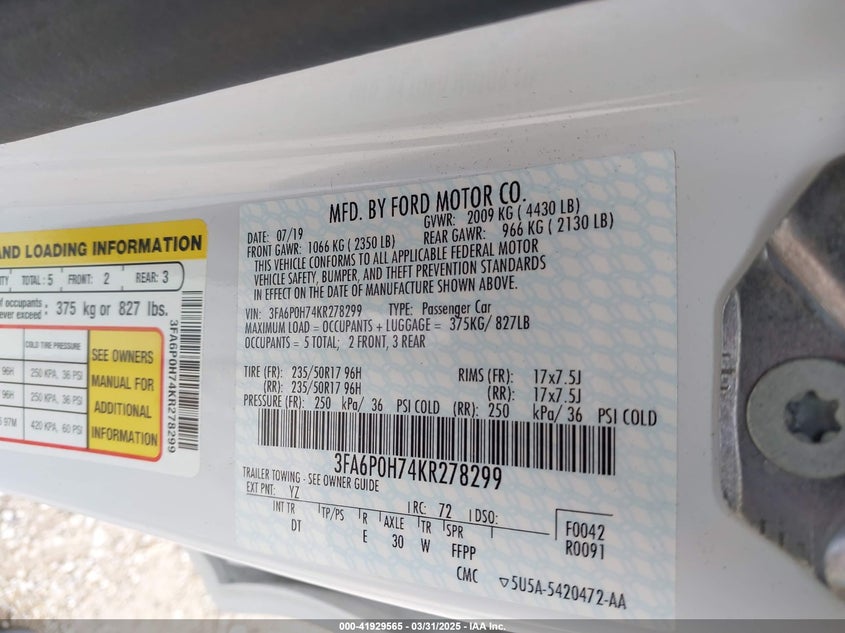 MFD. BY FORD MOTOR CO.
DATE: 07/19 GVWR: 2009 KG ( 4430 LB)
FRONT GAWR: 1066 KG ( 2350 LB) REAR GAWR: 966 KG ( 2130 LB)
THIS VEHICLE CONFORMS TO ALL APPLICABLE FEDERAL MOTOR
VEHICLE SAFETY, BUMPER, AND THEFT PREVENTION STANDARDS
IN EFFECT ON THE DATE OF MANUFACTURE SHOWN ABOVE.
VIN: 3FA6P0H74KR278299 TYPE: Passenger Car
MAXIMUM LOAD = OCCUPANTS + LUGGAGE = 375KG/ 827LB
OCCUPANTS = 5 TOTAL; 2 FRONT, 3 REAR
TIRE (FR): 235/50R17 96H RIMS (FR): 17x7.5J
(RR): 235/50R17 96H (RR): 17x7.5J
PRESSURE (FR): 250 kPa/ 36 PSI COLD (RR): 250 kPa/ 36 PSI COLD
3FA6P0H74KR278299
TRAILER TOWING - SEE OWNER GUIDE
EXT PNT: YZ RC: 72 DSO:
INT TR TP/PS R AXLE TR SPR F0042
DT E 30 W FFPP R0091
CMC 5U5A-5420472-AA
AND LOADING INFORMATION
TOTAL: 5 FRONT: 2 REAR: 3
of occupants
never exceed : 375 kg or 827 lbs.
COLD TIRE PRESSURE
96H 250 KPA, 36 PSI
96H 250 KPA, 36 PSI
97M 420 KPA, 60 PSI
SEE OWNERS
MANUAL FOR
ADDITIONAL
INFORMATION
3FA6P0H74KR278299
000-41929565 - 03/31/2025 - © IAA Inc.